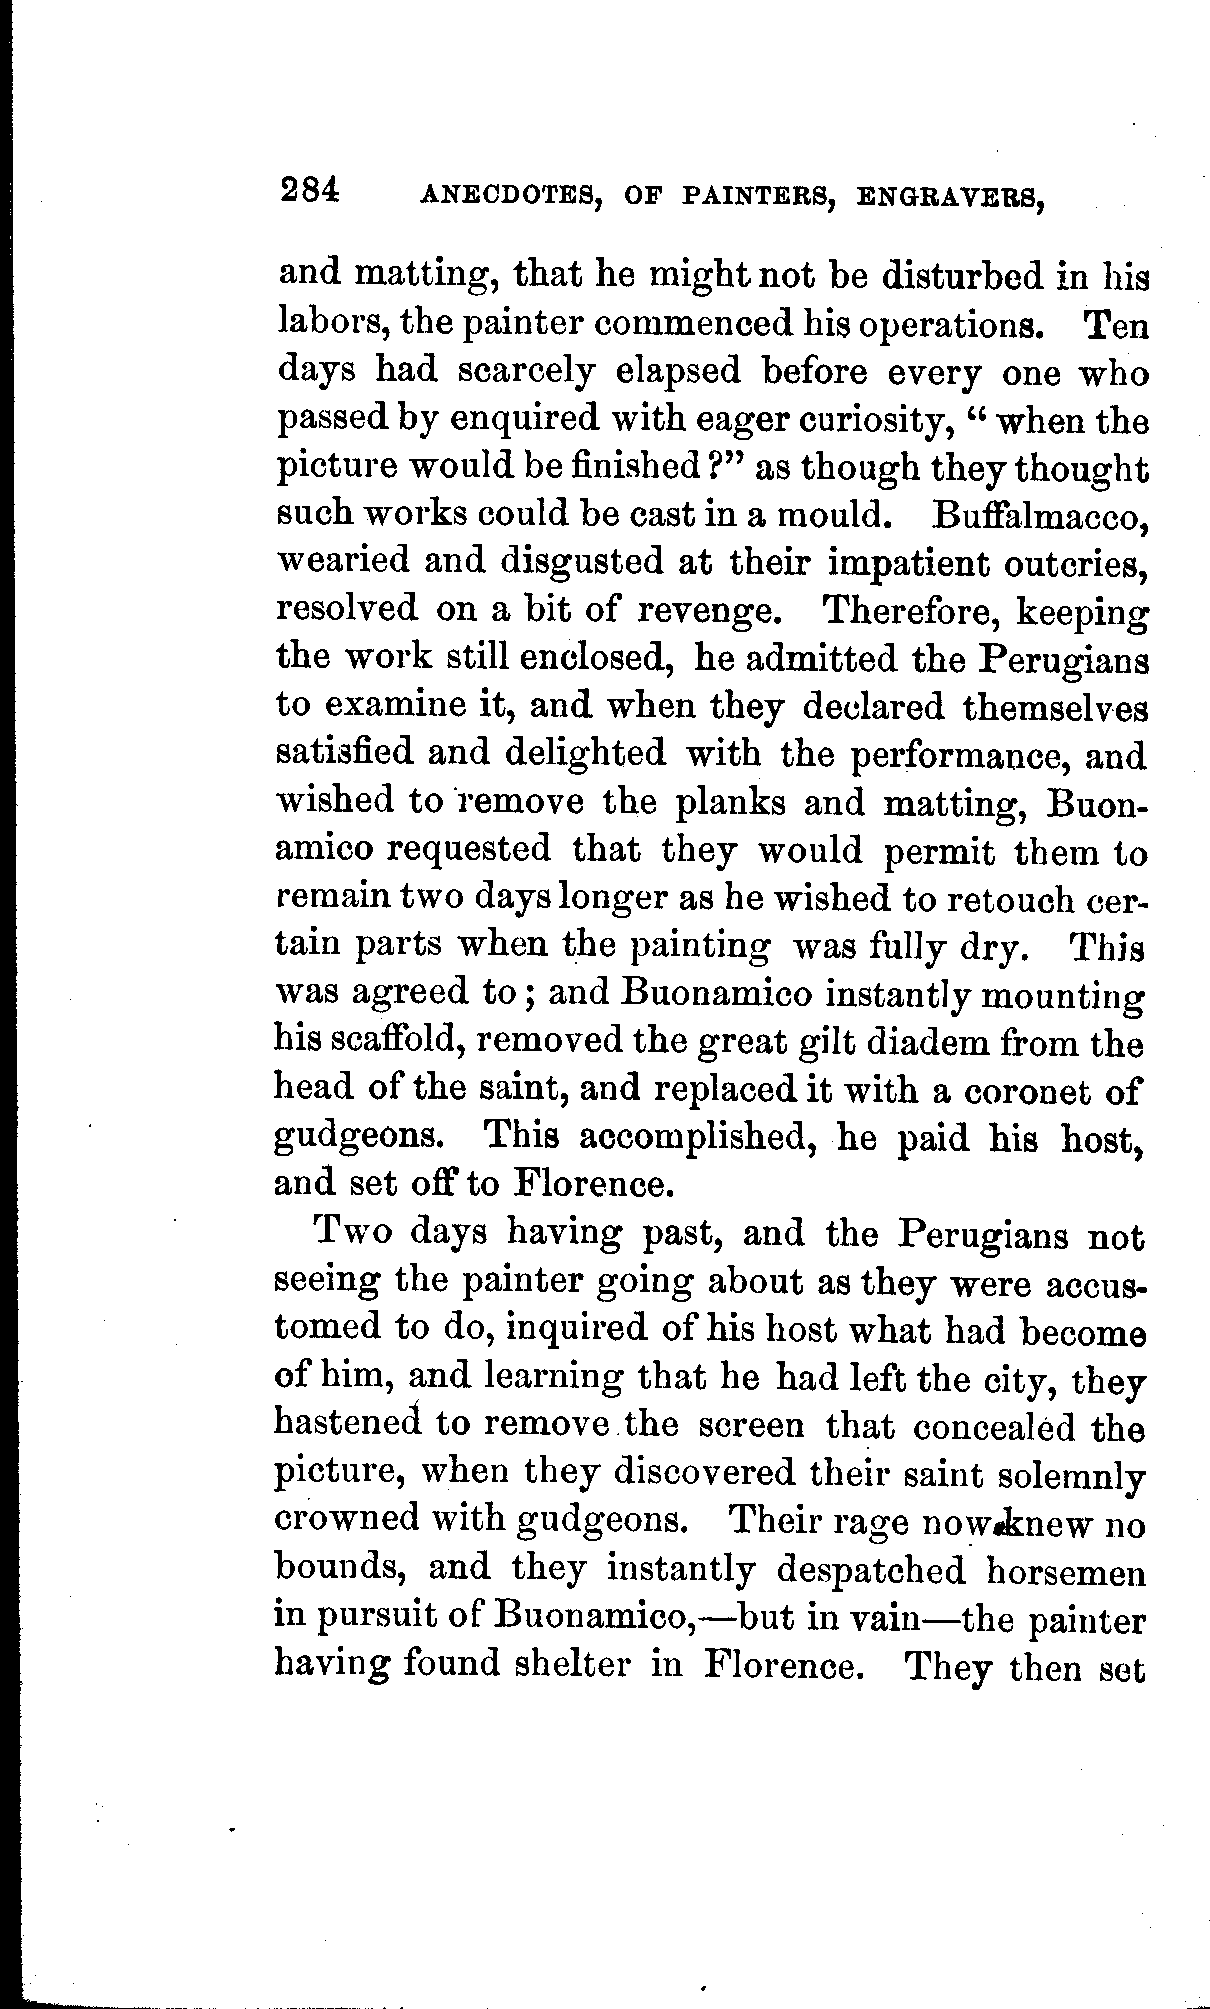 284 ANECDOTES, OF PAINTERS, ENGRAVERS,
and matting, that he might not be disturbed in his
labors, the painter commenced his operations. Ten
days had scarcely elapsed before every one who
passed by enquired with eager curiosity, “ when the
picture would be finished ?” as though they thought
such works could be cast in a mould. Buffalmacco,
wearied and disgusted at their impatient outcries,
resolved on a bit of revenge. Therefore, keeping
the work still enclosed, he admitted the Perugians
to examine it, and when they declared themselves
satisfied and delighted with the performance, and
wished to remove the planks and matting, Buon-
amico requested that they would permit them to
remain two days longer as he wished to retouch cer-
tain parts when the painting was fully dry. This
was agreed to ; and Buonamico instantly mounting
his scaffold, removed the great gilt diadem from the
head of the saint, and replaced it with a coronet of
gudgeons. This accomplished, he paid his host,
and set off to Florence.
Two days having past, and the Perugians not
seeing the painter going about as they were accus-
tomed to do, inquired of his host what had become
of him, and learning that he had left the city, they
hastened to remove the screen that concealed the
picture, when they discovered their saint solemnly
crowned with gudgeons. Their rage now knew no
bounds, and they instantly despatched horsemen
in pursuit of Buonamico,—but in vain—the painter
having found shelter in Florence. They then set